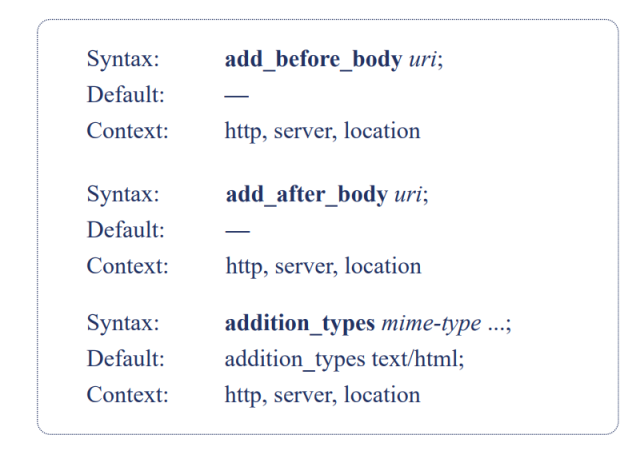 Syntax: add_before_body uri;
Default: —
Context: http, server, location
Syntax: add_after_body uri;
Default: —
Context: http, server, location
Syntax: addition_types mime-type ...;
Default: addition_types text/html;
Context: http, server, location